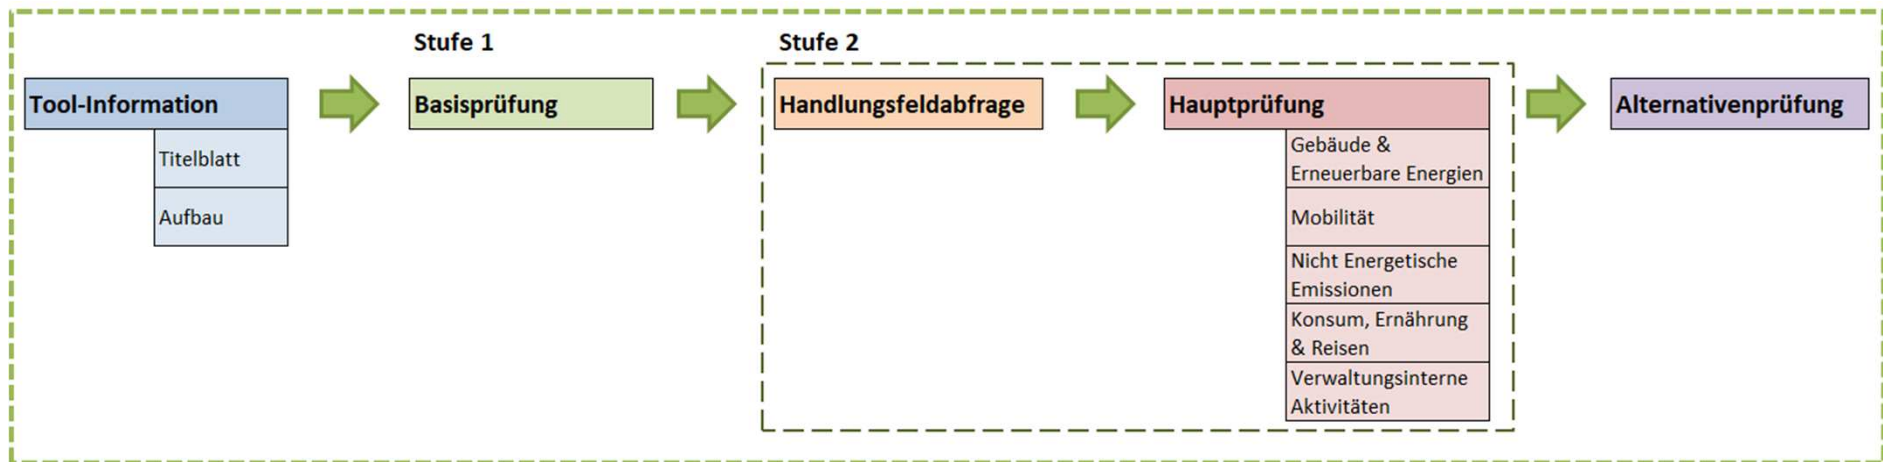 Stufe 1
Stufe 2
Tool-Information
Basisprüfung
Handlungsfeldabfrage
Hauptprüfung
Alternativenprüfung
Titelblatt
Aufbau
Gebäude &
Erneuerbare Energien
Mobilität
Nicht Energetische
Emissionen
Konsum, Ernährung
& Reisen
Verwaltungsinterne
Aktivitäten